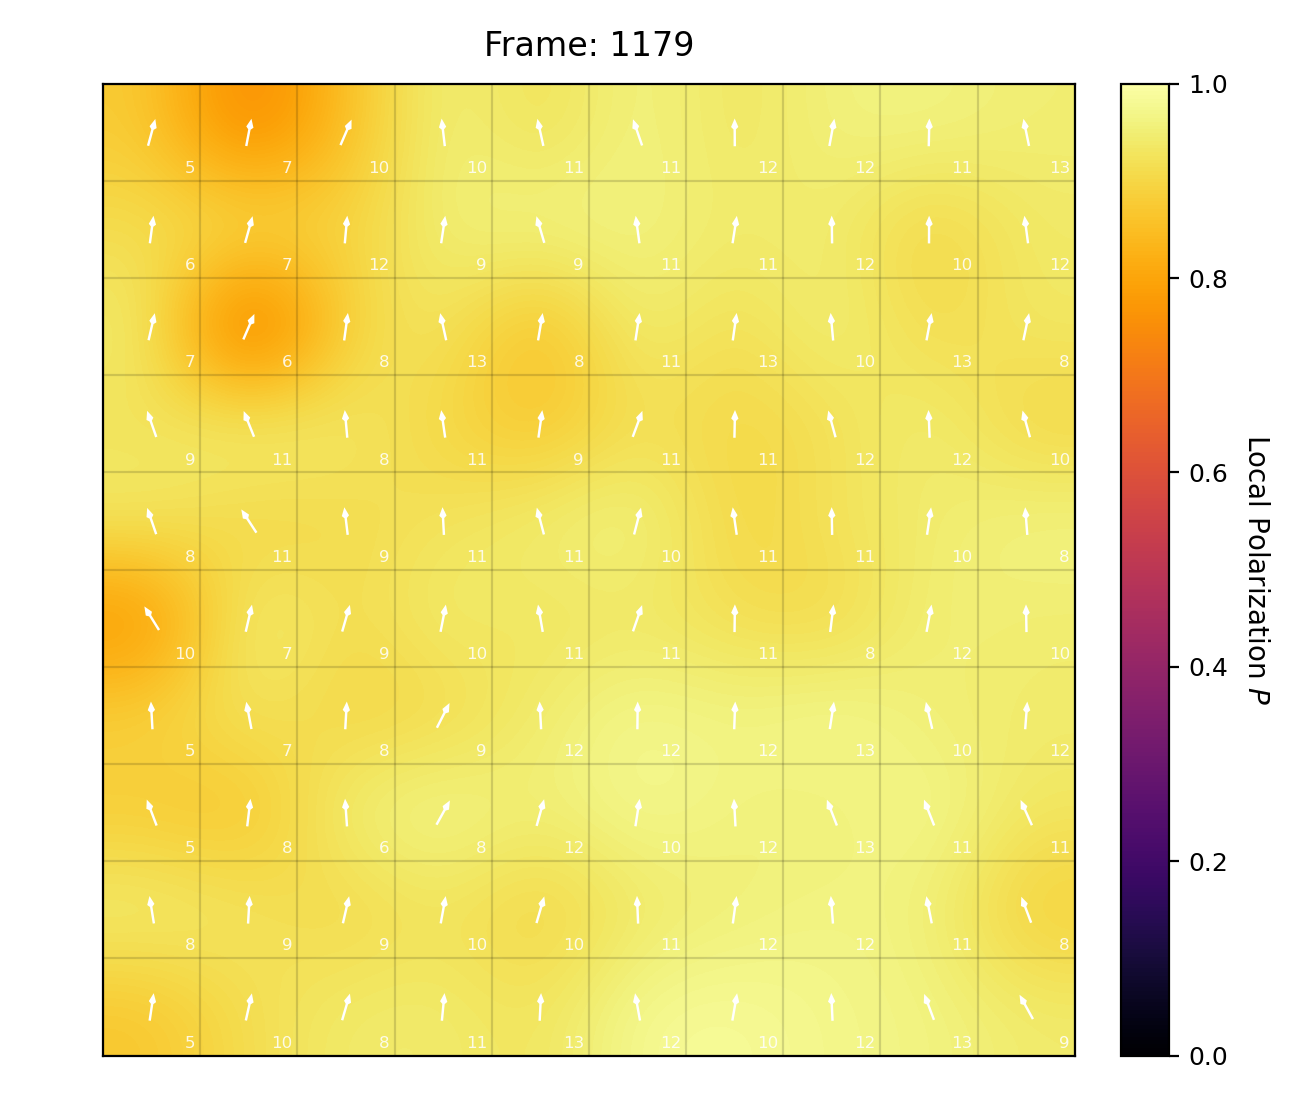 Frame: 1179
5 7 10 10 11 11 12 12 11 13
6 7 12 9 9 11 11 12 10 12
7 6 8 13 8 11 13 10 13 8
9 11 8 11 9 11 11 12 12 10
8 11 9 11 11 10 11 11 10 8
10 7 9 10 11 11 11 8 12 10
5 7 8 9 12 12 12 13 10 12
5 8 6 8 12 10 12 13 11 11
8 9 9 10 10 11 12 12 11 8
5 10 8 11 13 12 10 12 13 9
1.0
0.8
0.6
0.4
0.2
0.0
Local Polarization P